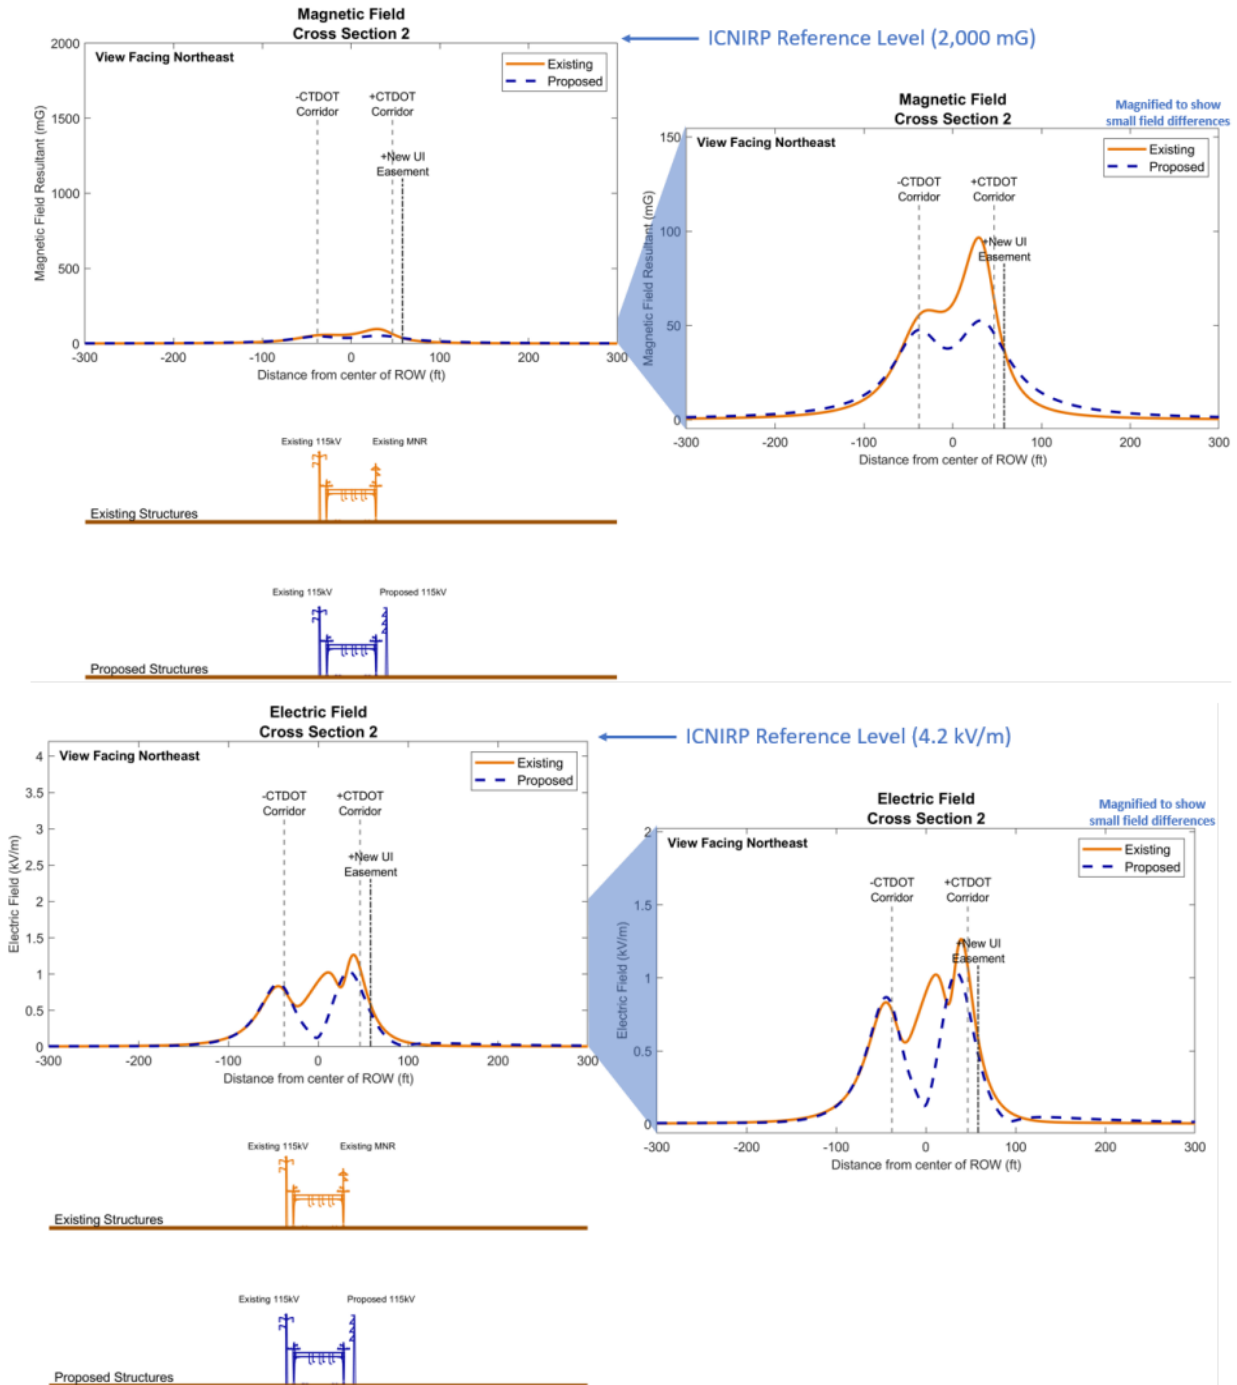 Magnetic Field
Cross Section 2
ICNIRP Reference Level (2,000 mG)
View Facing Northeast
Existing
Proposed
-CTDOT
Corridor
+CTDOT
Corridor
+New UI
Easement
2000
1500
1000
500
0
Magnetic Field Resultant (mG)
-300
-200
-100
0
100
200
300
Distance from center of ROW (ft)
Magnetic Field
Cross Section 2
Magnified to show
small field differences
View Facing Northeast
Existing
Proposed
-CTDOT
Corridor
+CTDOT
Corridor
+New UI
Easement
150
100
50
0
Magnetic Field Resultant (mG)
-300
-200
-100
0
100
200
300
Distance from center of ROW (ft)
Existing 115kV
Existing MNR
Existing Structures
Existing 115kV
Proposed 115kV
Proposed Structures
Electric Field
Cross Section 2
ICNIRP Reference Level (4.2 kV/m)
View Facing Northeast
Existing
Proposed
-CTDOT
Corridor
+CTDOT
Corridor
+New UI
Easement
4
3.5
3
2.5
2
1.5
1
0.5
0
Electric Field (kV/m)
-300
-200
-100
0
100
200
300
Distance from center of ROW (ft)
Electric Field
Cross Section 2
Magnified to show
small field differences
View Facing Northeast
Existing
Proposed
-CTDOT
Corridor
+CTDOT
Corridor
+New UI
Easement
2
1.5
1
0.5
0
Electric Field (kV/m)
-300
-200
-100
0
100
200
300
Distance from center of ROW (ft)
Existing 115kV
Existing MNR
Existing Structures
Existing 115kV
Proposed 115kV
Proposed Structures